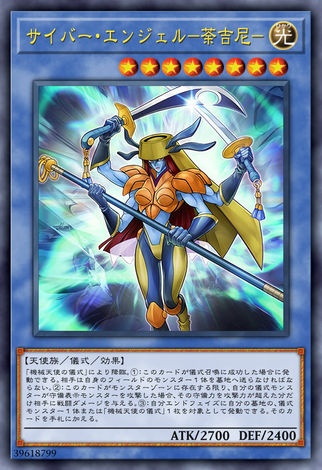 サイバー・エンジェル－荼吉尼－
光
【天使族／儀式／効果】
「機械天使の儀式」により降臨。①：このカードが儀式召喚に成功した場合に発
動できる。相手は自身のフィールドのモンスター１体を墓地へ送らなければな
らない。②：このカードがモンスターゾーンに存在する限り、自分の儀式モンス
ターが守備表示モンスターを攻撃した場合、その守備力を攻撃力が超えた分だ
け相手に戦闘ダメージを与える。③：自分エンドフェイズに自分の墓地の、儀式
モンスター１体または「機械天使の儀式」１枚を対象として発動できる。そのカ
ードを手札に加える。
ATK/2700 DEF/2400
39618799